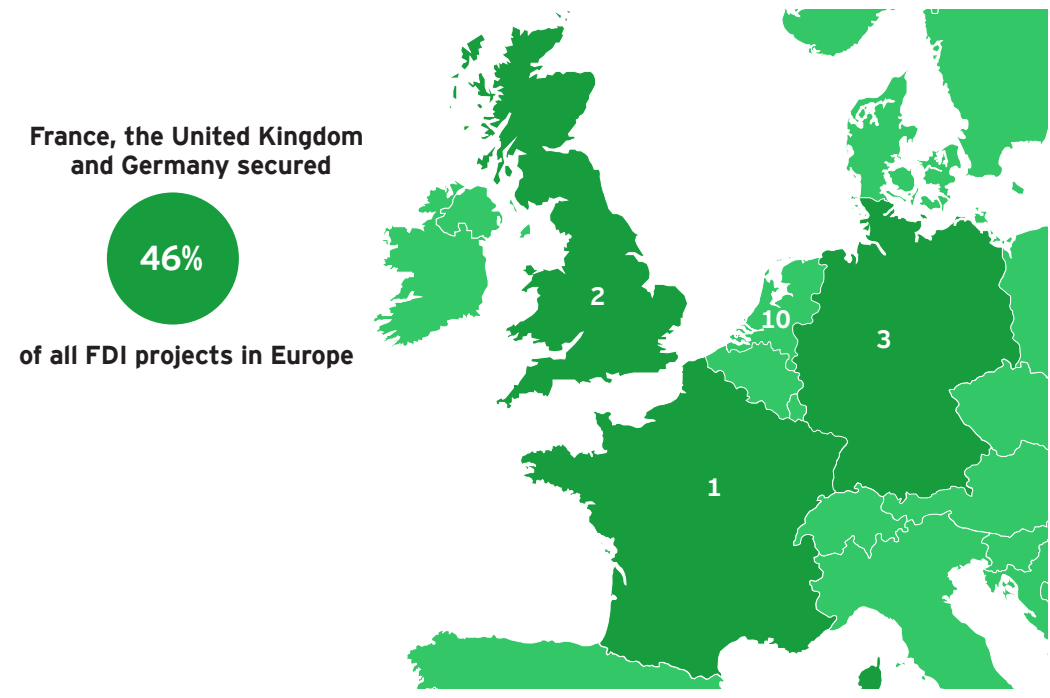 France, the United Kingdom
and Germany secured
46%
of all FDI projects in Europe
2
10
3
1